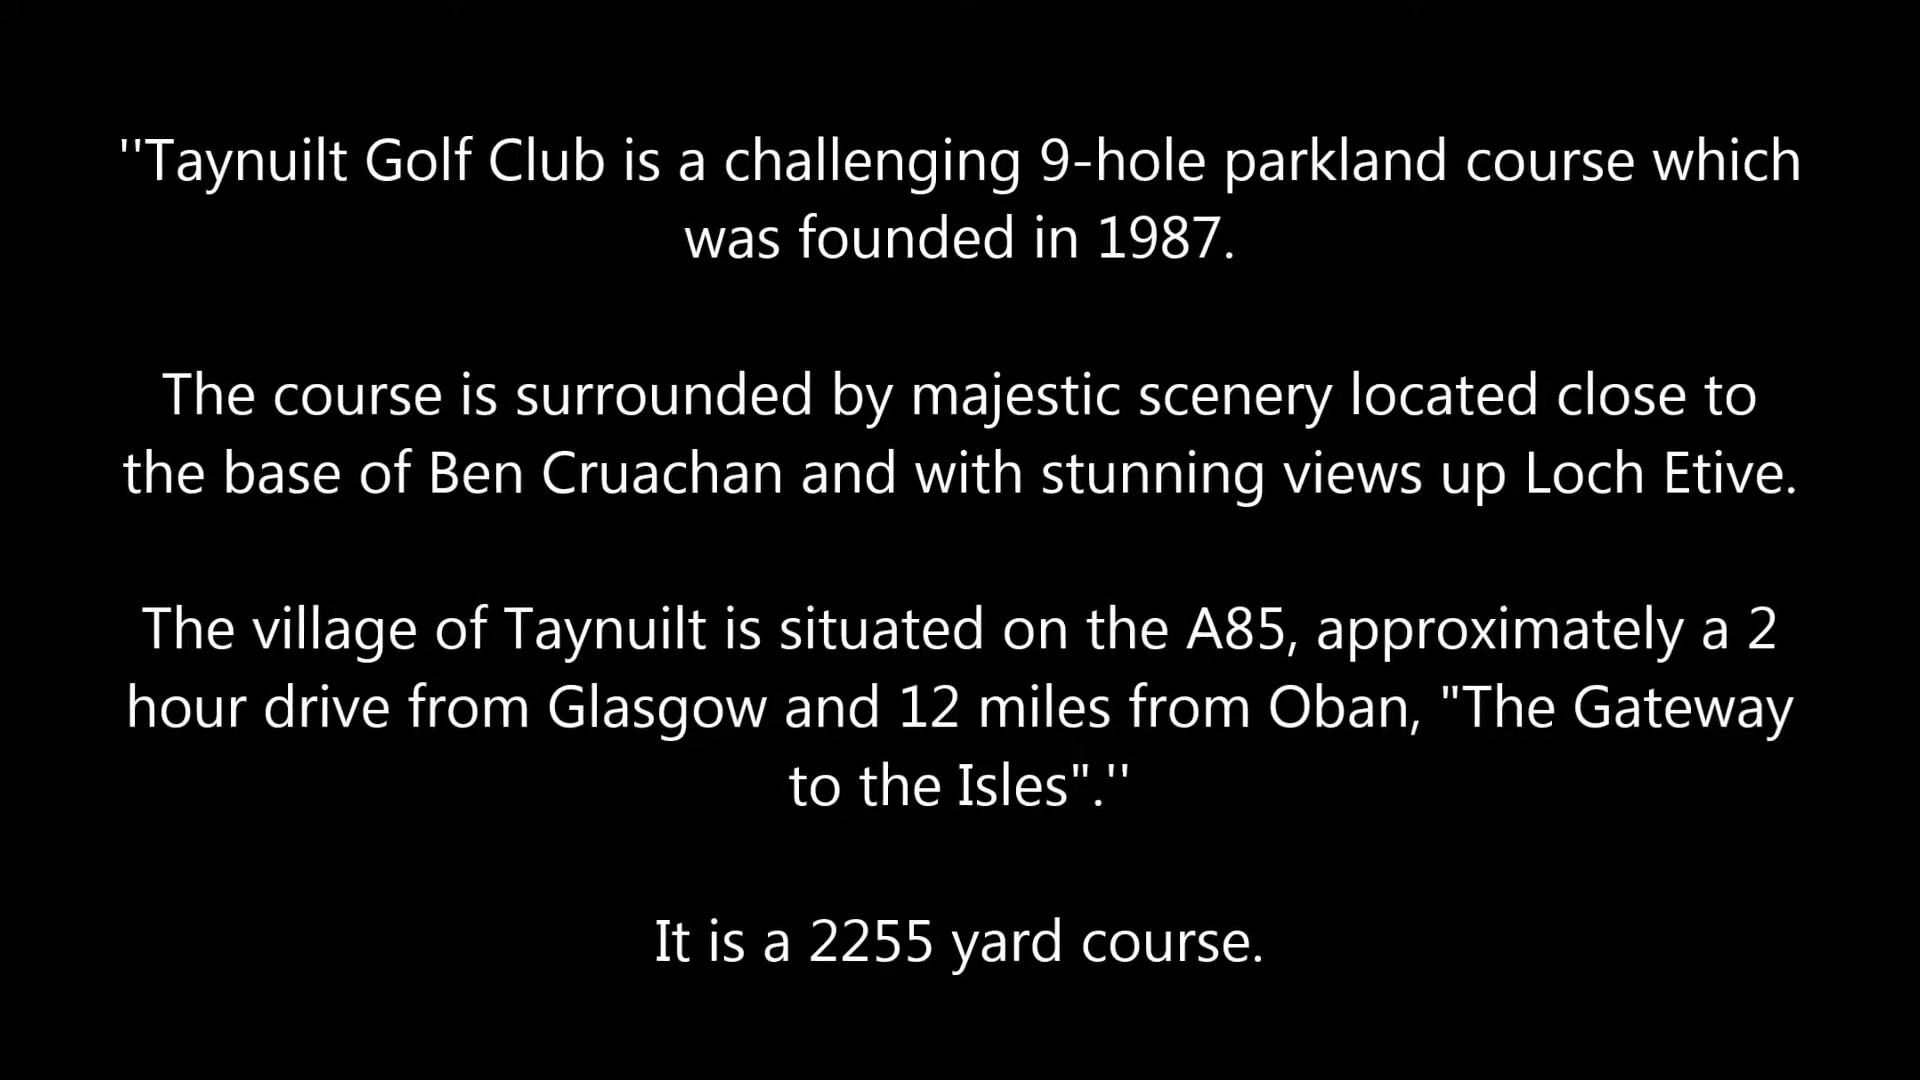 ''Taynuilt Golf Club is a challenging 9-hole parkland course which
was founded in 1987.
The course is surrounded by majestic scenery located close to
the base of Ben Cruachan and with stunning views up Loch Etive.
The village of Taynuilt is situated on the A85, approximately a 2
hour drive from Glasgow and 12 miles from Oban, "The Gateway
to the Isles".''
It is a 2255 yard course.